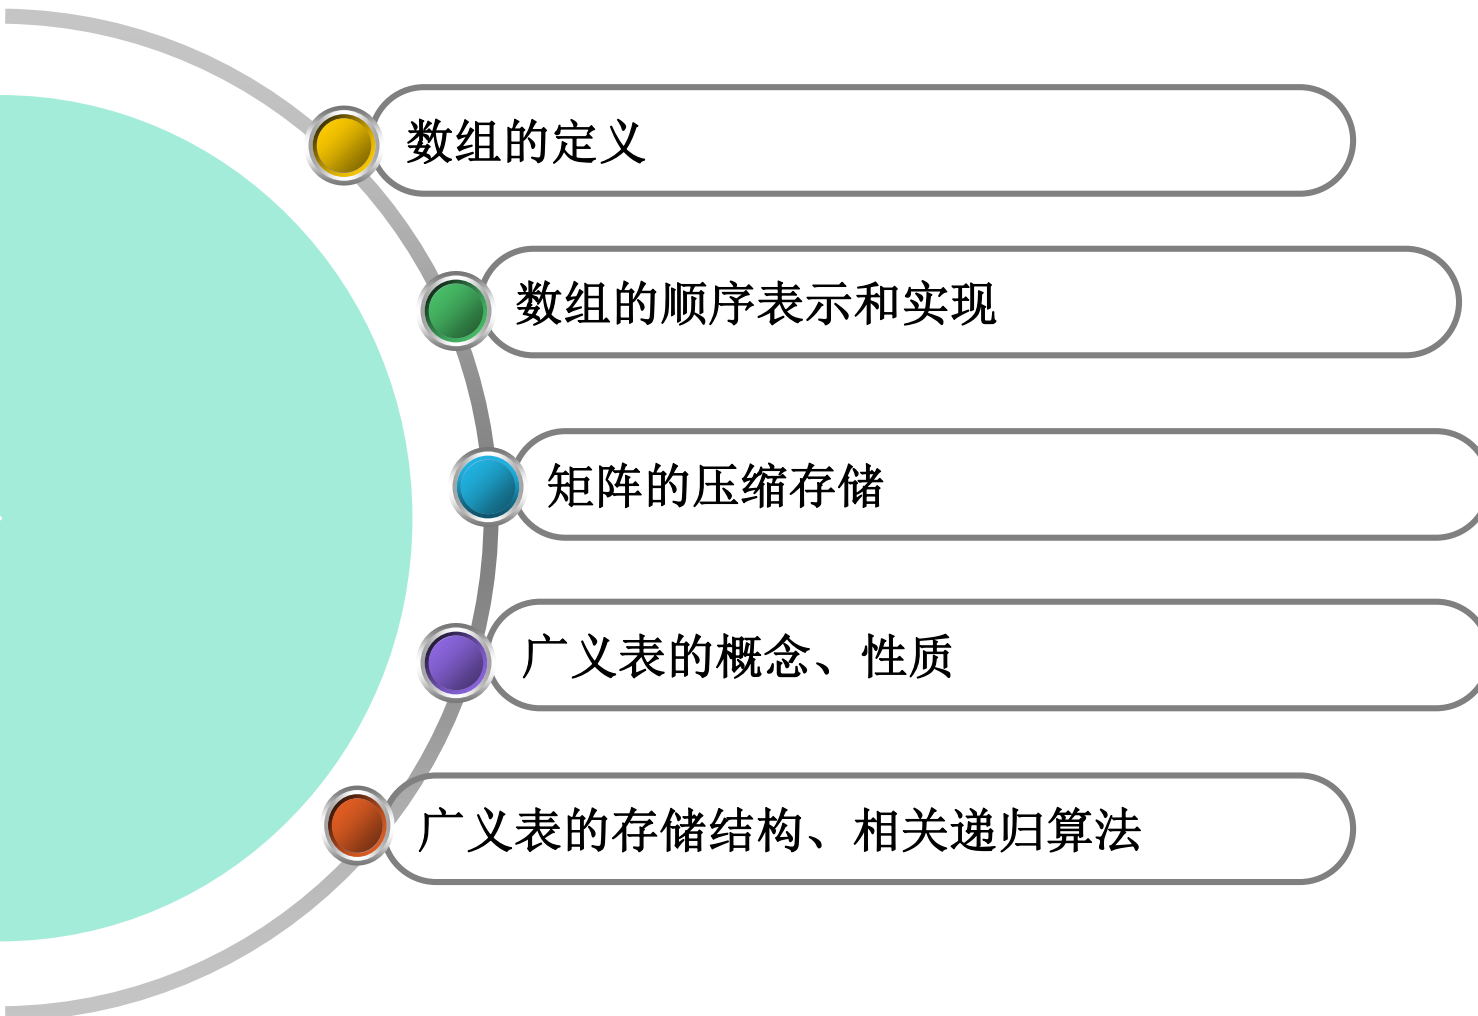 数组的定义
数组的顺序表示和实现
矩阵的压缩存储
广义表的概念、性质
广义表的存储结构、相关递归算法